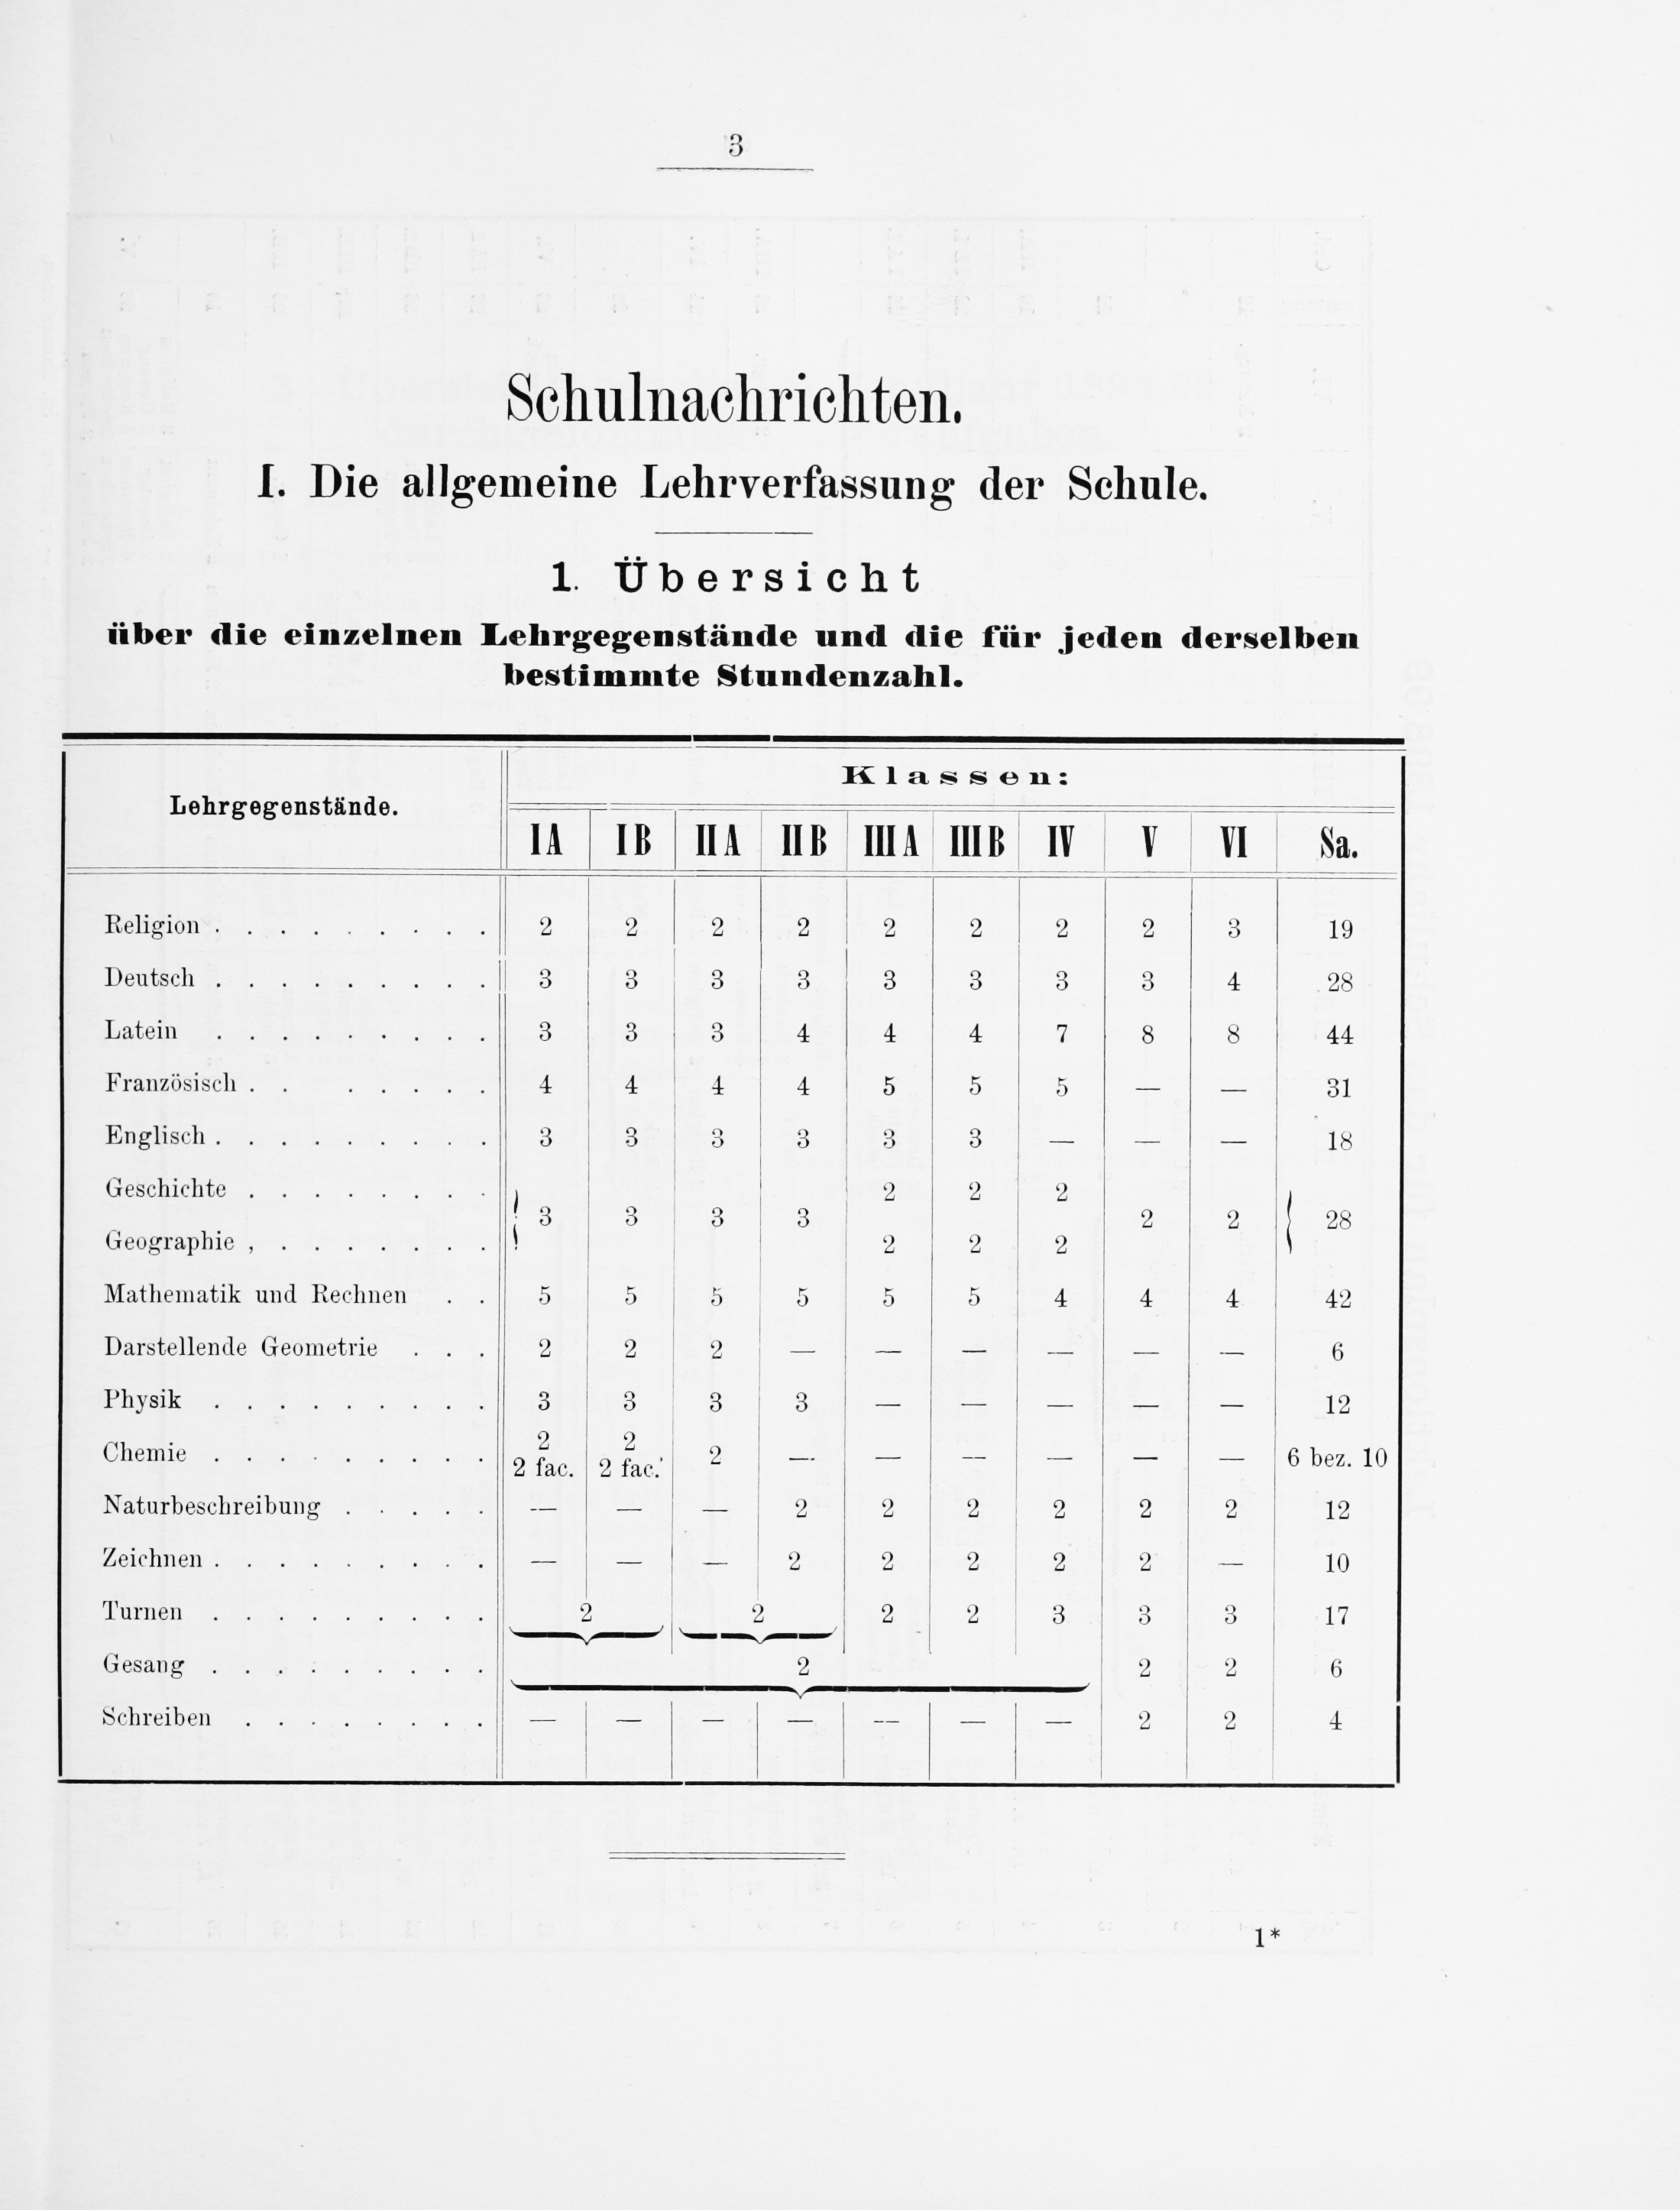 3
Schulnachrichten.
I. Die allgemeine Lehrverfassung der Schule.
1. Übersicht
über die einzelnen Lehrgegenstände und die für jeden derselben
bestimmte Stundenzahl.
Lehrgegenstände. Klassen:
IA IB IIA IIB IIIA IIIB IV V VI Sa.
Religion . . . . . . . . . 2 2 2 2 2 2 2 2 3 19
Deutsch . . . . . . . . . 3 3 3 3 3 3 3 3 4 28
Latein . . . . . . . . . 3 3 3 4 4 4 7 8 8 44
Französisch . . . . . . . 4 4 4 4 5 5 5 — — 31
Englisch . . . . . . . . . 3 3 3 3 3 3 — — — 18
Geschichte . . . . . . . . 2 2 2
3 3 3 3 2 2 28
Geographie , . . . . . . . 2 2 2
Mathematik und Rechnen . . 5 5 5 5 5 5 4 4 4 42
Darstellende Geometrie . . . 2 2 2 — — — — — — 6
Physik . . . . . . . . . 3 3 3 3 — — — — — 12
Chemie . . . . . . . . . 2 2 2 — — — — — — 6 bez. 10
2 fac. 2 fac.
Naturbeschreibung . . . . . — — — 2 2 2 2 2 2 12
Zeichnen . . . . . . . . . — — — 2 2 2 2 2 — 10
Turnen . . . . . . . . . 2 2 2 2 3 3 3 17
Gesang . . . . . . . . . 2 2 2 6
Schreiben . . . . . . . . — — — — — — — 2 2 4
1*